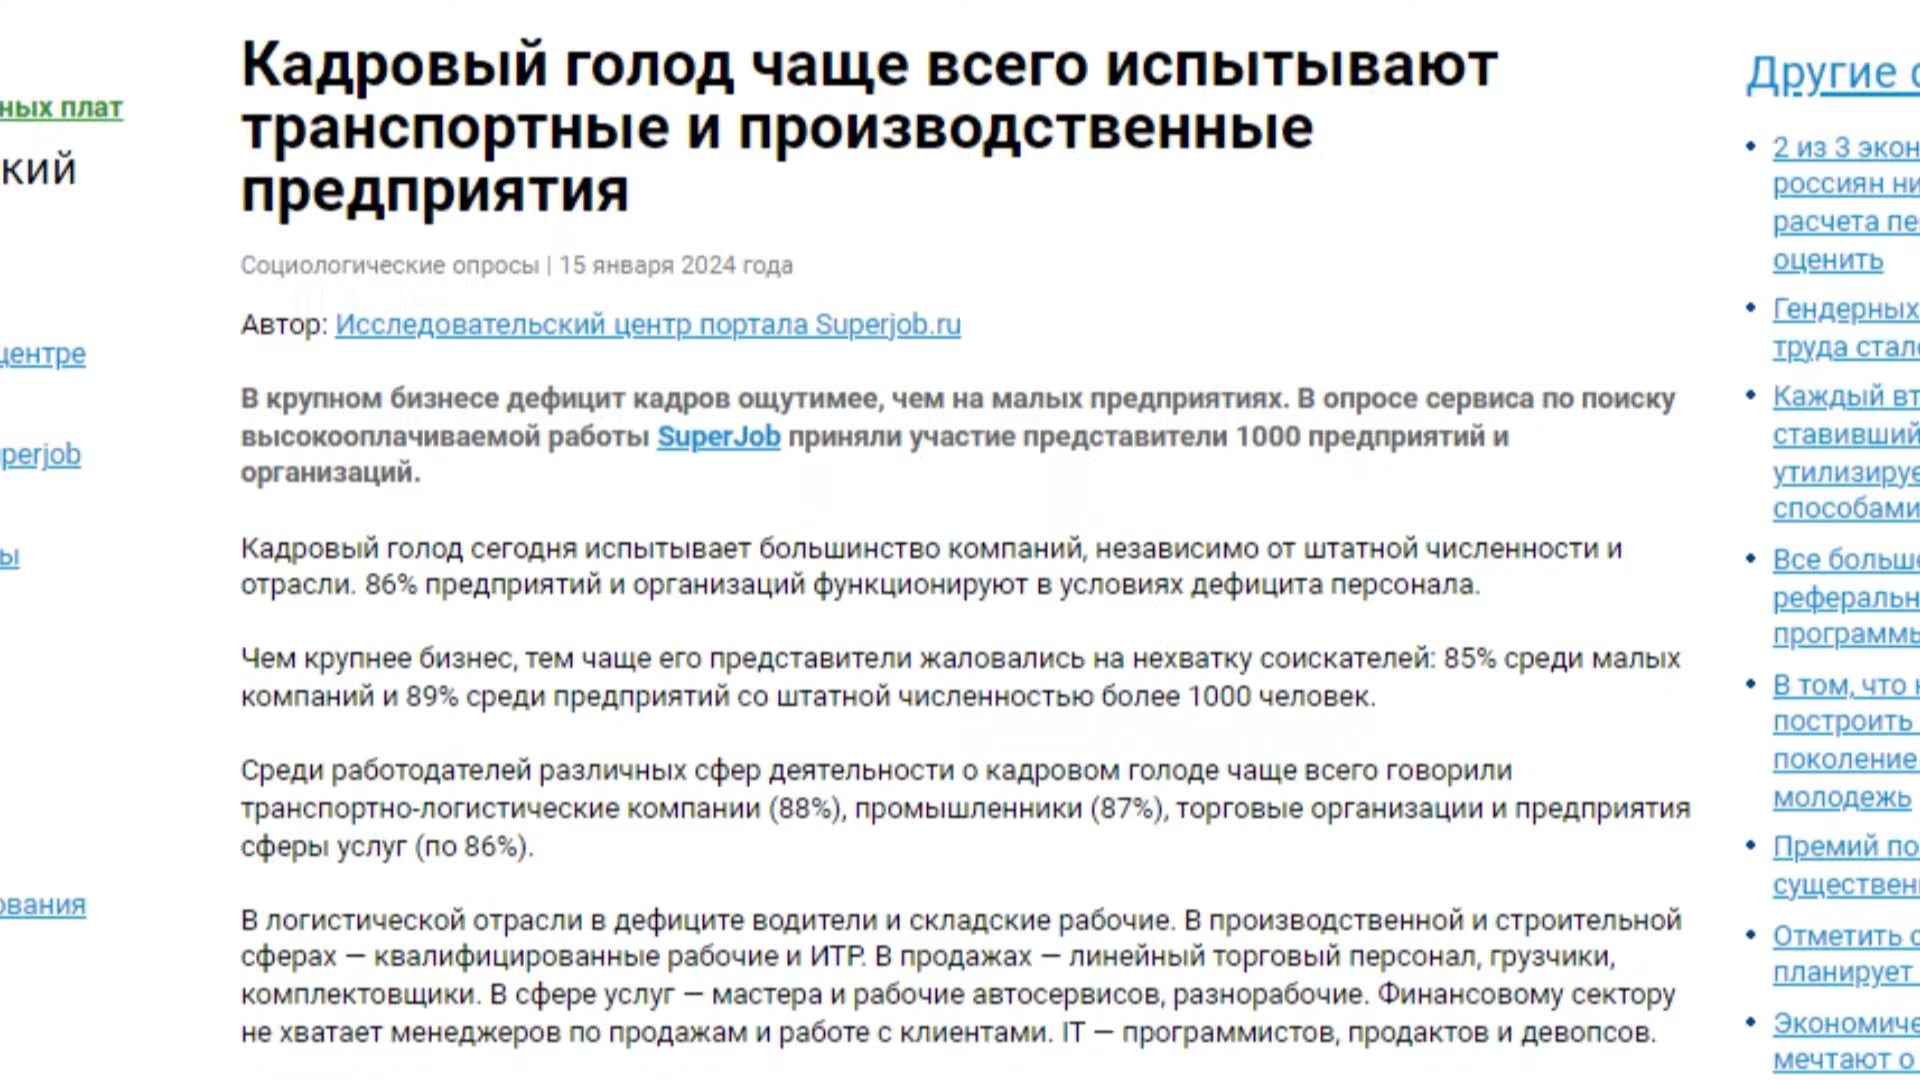 ных плат
кий
центре
perjob
ы
ования
Кадровый голод чаще всего испытывают
транспортные и производственные
предприятия
Социологические опросы | 15 января 2024 года
Автор: Исследовательский центр портала Superjob.ru
В крупном бизнесе дефицит кадров ощутимее, чем на малых предприятиях. В опросе сервиса по поиску
высокооплачиваемой работы SuperJob приняли участие представители 1000 предприятий и
организаций.
Кадровый голод сегодня испытывает большинство компаний, независимо от штатной численности и
отрасли. 86% предприятий и организаций функционируют в условиях дефицита персонала.
Чем крупнее бизнес, тем чаще его представители жаловались на нехватку соискателей: 85% среди малых
компаний и 89% среди предприятий со штатной численностью более 1000 человек.
Среди работодателей различных сфер деятельности о кадровом голоде чаще всего говорили
транспортно-логистические компании (88%), промышленники (87%), торговые организации и предприятия
сферы услуг (по 86%).
В логистической отрасли в дефиците водители и складские рабочие. В производственной и строительной
сферах — квалифицированные рабочие и ИТР. В продажах — линейный торговый персонал, грузчики,
комплектовщики. В сфере услуг — мастера и рабочие автосервисов, разнорабочие. Финансовому сектору
не хватает менеджеров по продажам и работе с клиентами. IT — программистов, продактов и девопсов.
Другие
2 из 3 экон
россиян ни
расчета пе
оценить
Гендерных
труда стал
Каждый вт
ставивший
утилизируе
способами
Все больше
реферальн
программы
В том, что
построить
поколение
молодежь
Премий по
существен
Отметить
планирует
Экономиче
мечтают о